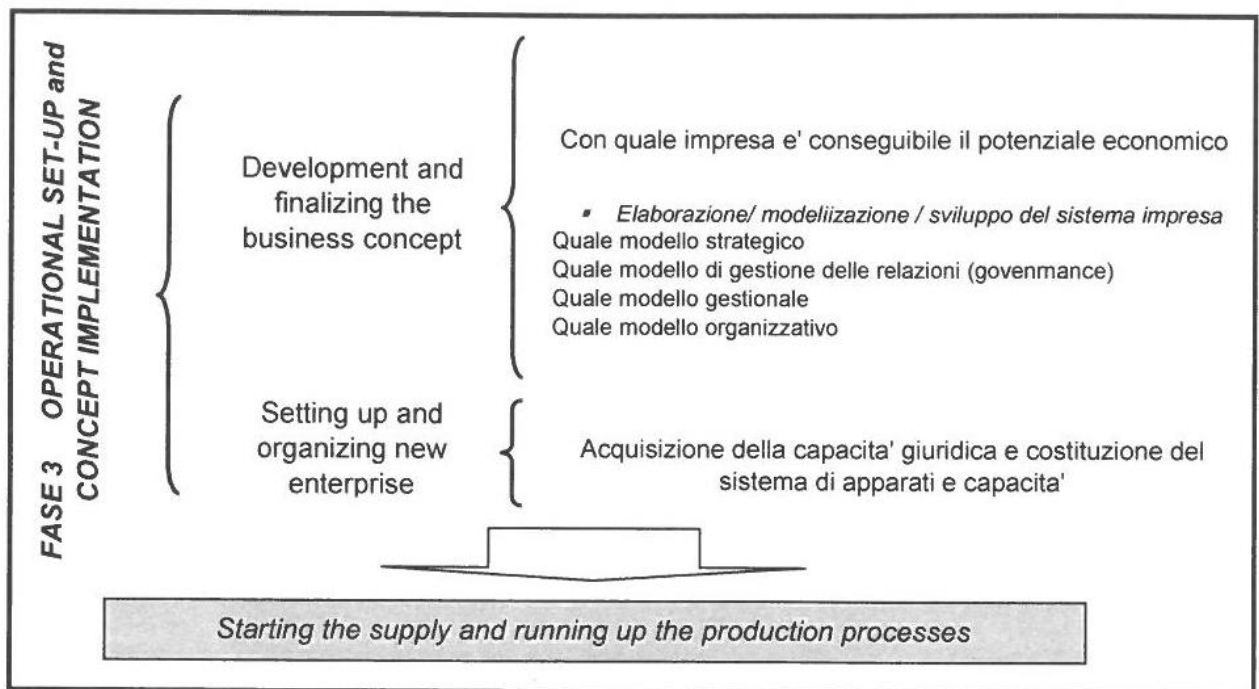 FASE 3 OPERATIONAL SET-UP and
CONCEPT IMPLEMENTATION
Development and
finalizing the
business concept
Con quale impresa e' conseguibile il potenziale economico
▪ Elaborazione/ modeliizazione / sviluppo del sistema impresa
Quale modello strategico
Quale modello di gestione delle relazioni (govenmance)
Quale modello gestionale
Quale modello organizzativo
Setting up and
organizing new
enterprise
Acquisizione della capacita' giuridica e costituzione del
sistema di apparati e capacita'
Starting the supply and running up the production processes